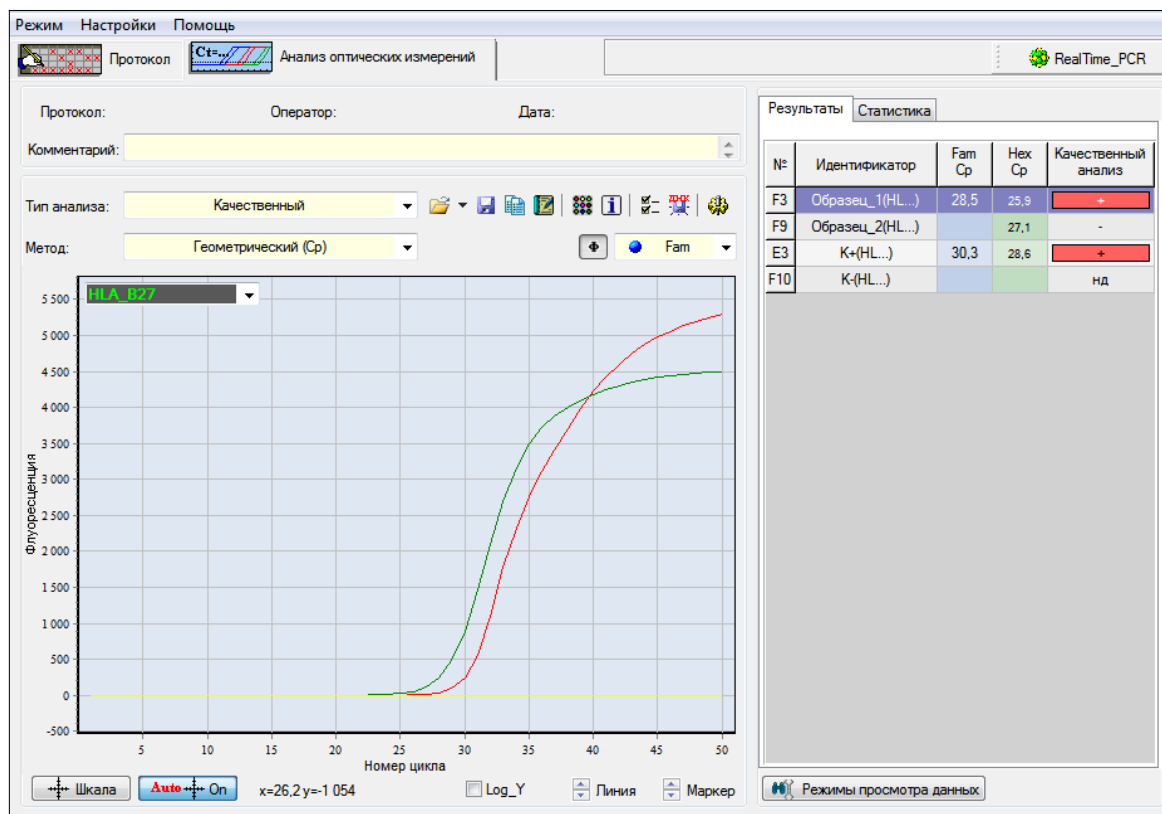 Режим Настройки Помощь
Протокол
Ct=...
Анализ оптических измерений
RealTime_PCR
Протокол: Оператор: Дата:
Комментарий:
Тип анализа: Качественный
Метод: Геометрический (Cp)
Ф
Fam
HLA_B27
5 500
5 000
4 500
4 000
3 500
3 000
2 500
2 000
1 500
1 000
500
0
-500
Флуоресценция
5 10 15 20 25 30 35 40 45 50
Номер цикла
Шкала
Auto On
x=26,2 y=-1 054
Log_Y
Линия
Маркер
Результаты Статистика
№ Идентификатор Fam Cp Hex Cp Качественный анализ
F3 Образец_1(HL...) 28,5 25,9 +
F9 Образец_2(HL...) 27,1 -
E3 K+(HL...) 30,3 28,6 +
F10 K-(HL...) нд
Режимы просмотра данных